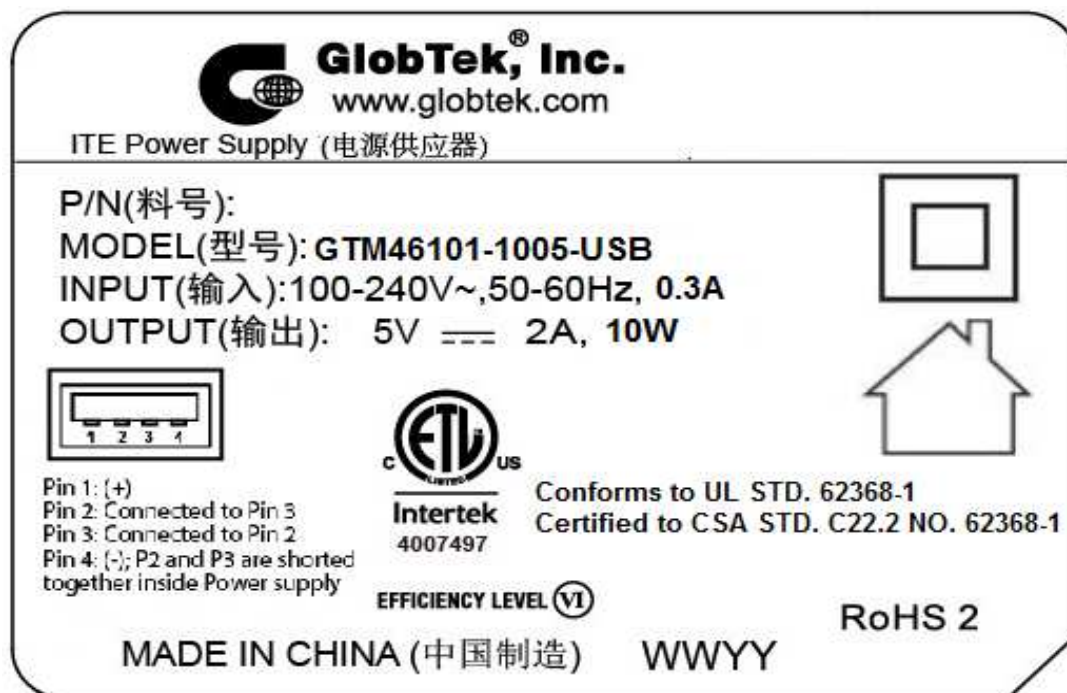 GlobTek,® Inc.
www.globtek.com
ITE Power Supply (电源供应器)
P/N(料号):
MODEL(型号): GTM46101-1005-USB
INPUT(输入):100-240V~,50-60Hz, 0.3A
OUTPUT(输出): 5V ⎓ 2A, 10W
1 2 3 4
Pin 1: (+)
Pin 2: Connected to Pin 3
Pin 3: Connected to Pin 2
Pin 4: (-); P2 and P3 are shorted
together inside Power supply
ETL
LISTED
C US
Intertek
4007497
Conforms to UL STD. 62368-1
Certified to CSA STD. C22.2 NO. 62368-1
EFFICIENCY LEVEL VI
RoHS 2
MADE IN CHINA (中国制造) WWYY